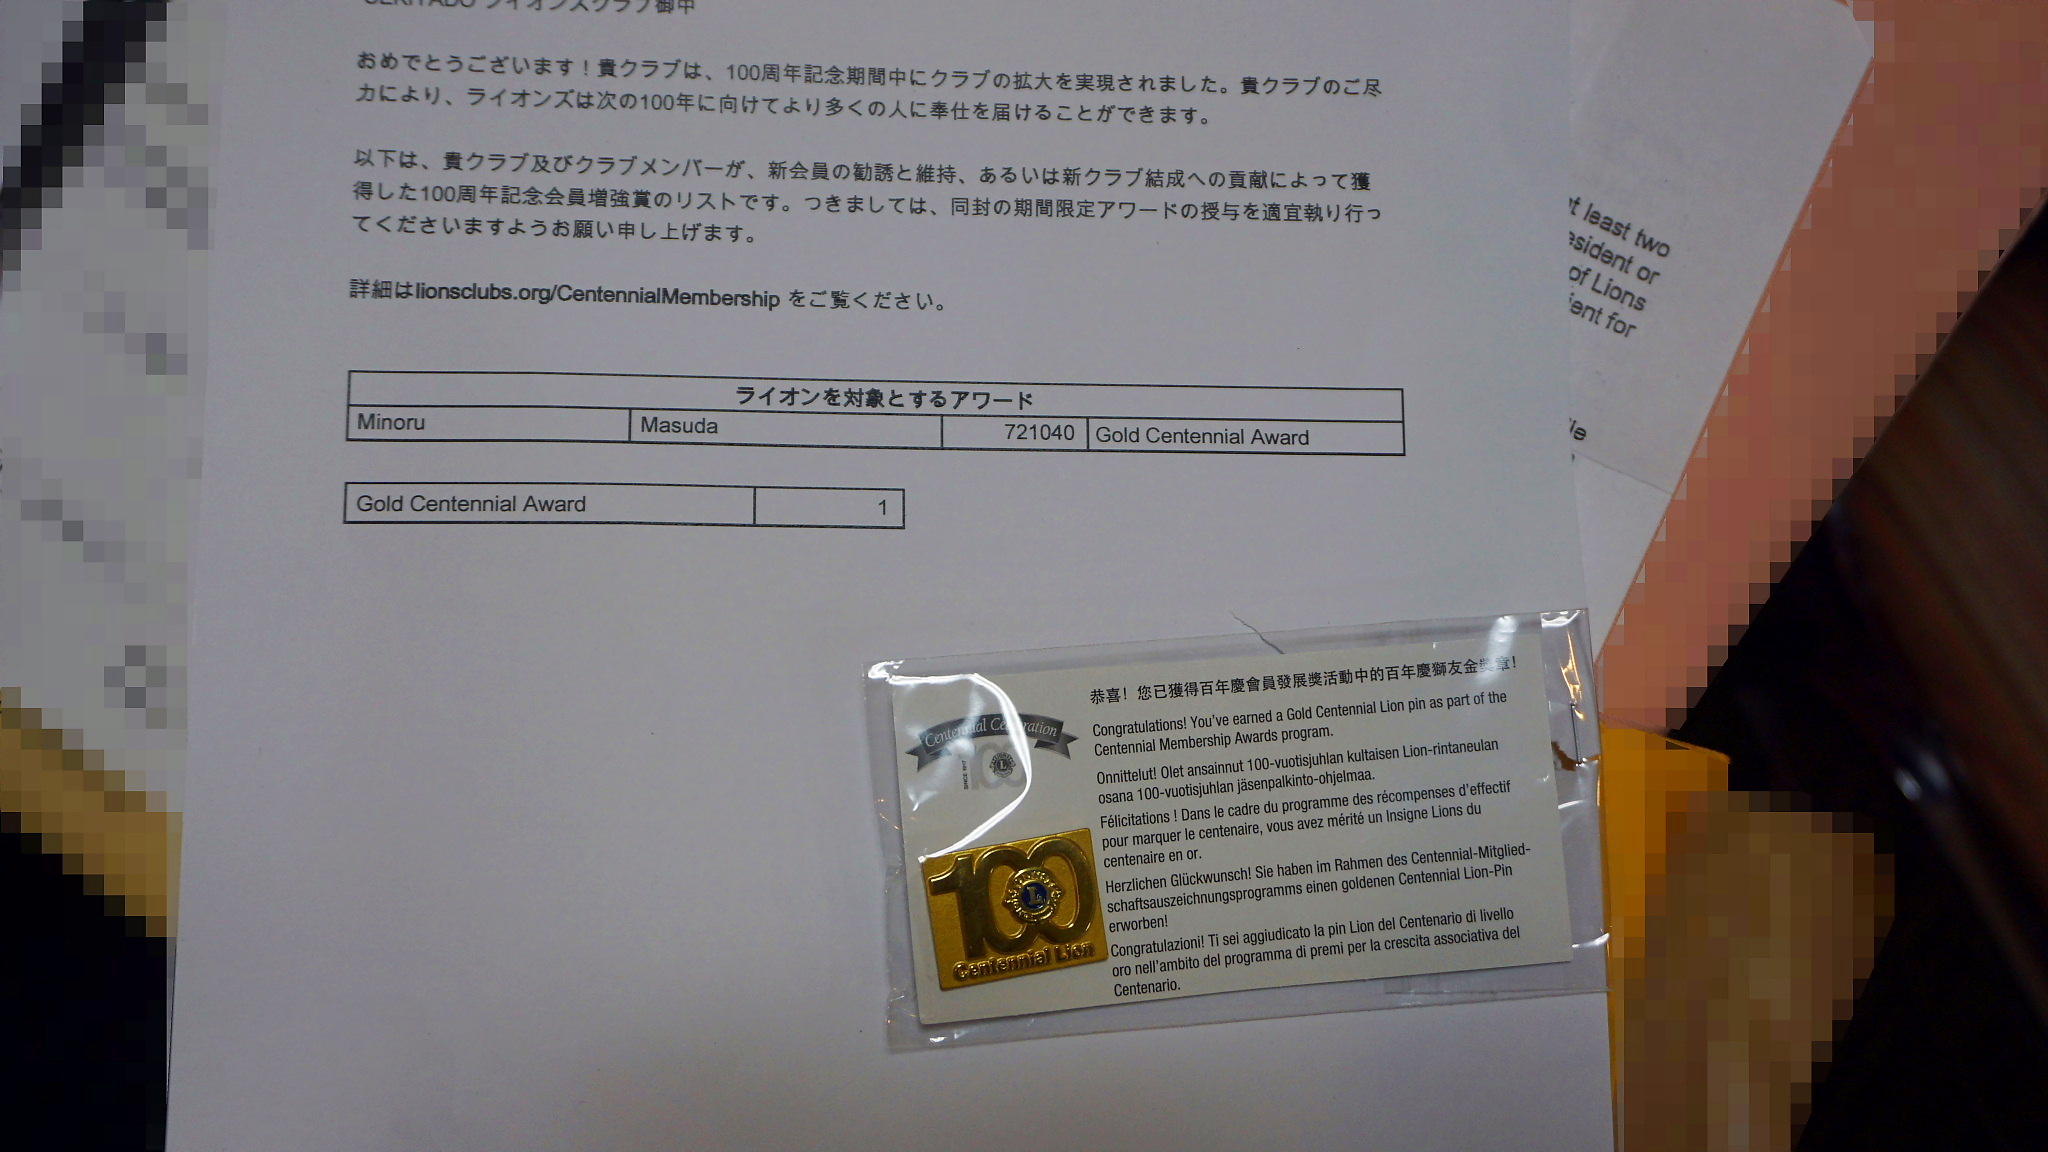 ライオンズクラブ御中
おめでとうございます！貴クラブは、100周年記念期間中にクラブの拡大を実現されました。貴クラブのご尽
力により、ライオンズは次の100年に向けてより多くの人に奉仕を届けることができます。
以下は、貴クラブ及びクラブメンバーが、新会員の勧誘と維持、あるいは新クラブ結成への貢献によって獲
得した100周年記念会員増強賞のリストです。つきましては、同封の期間限定アワードの授与を適宜執り行っ
てくださいますようお願い申し上げます。
詳細はlionsclubs.org/CentennialMembership をご覧ください。
ライオンを対象とするアワード
Minoru Masuda 721040 Gold Centennial Award
Gold Centennial Award 1
at least two
esident or
of Lions
ient for
恭喜！您已獲得百年慶會員發展獎活動中的百年慶獅友金獎章！
Congratulations! You've earned a Gold Centennial Lion pin as part of the
Centennial Membership Awards program.
Onnittelut! Olet ansainnut 100-vuotisjuhlan kultaisen Lion-rintaneulan
osana 100-vuotisjuhlan jäsenpalkinto-ohjelmaa.
Félicitations ! Dans le cadre du programme des récompenses d'effectif
pour marquer le centenaire, vous avez mérité un Insigne Lions du
centenaire en or.
Herzlichen Glückwunsch! Sie haben im Rahmen des Centennial-Mitglied-
schaftsauszeichnungsprogramms einen goldenen Centennial Lion-Pin
erworben!
Congratulazioni! Ti sei aggiudicato la pin Lion del Centenario di livello
oro nell'ambito del programma di premi per la crescita associativa del
Centenario.
Centennial Celebration
SINCE 1917
100
L
100
L
Centennial Lion